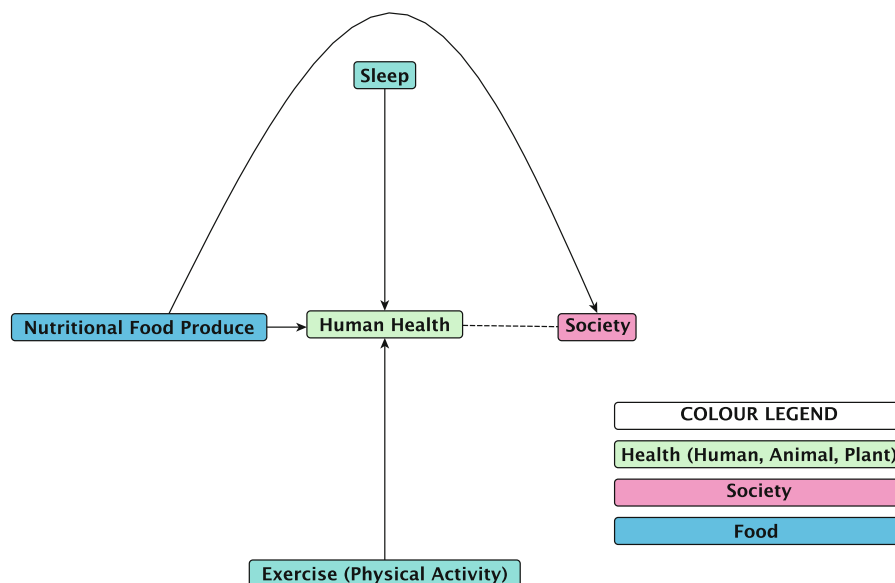 Sleep
Nutritional Food Produce
Human Health
Society
COLOUR LEGEND
Health (Human, Animal, Plant)
Society
Food
Exercise (Physical Activity)